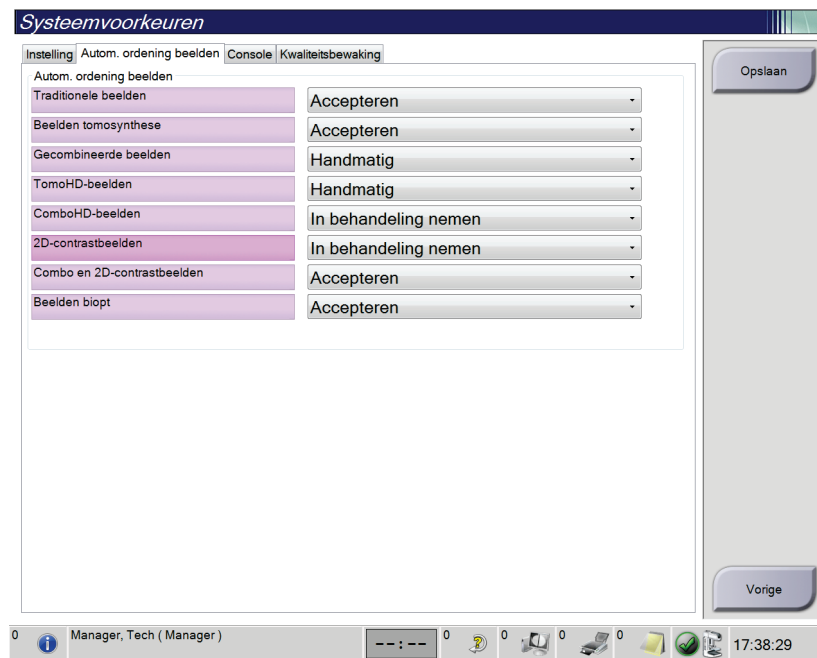 Systeemvoorkeuren
Instelling Autom. ordening beelden Console Kwaliteitsbewaking
Opslaan
Autom. ordening beelden
Traditionele beelden Accepteren
Beelden tomosynthese Accepteren
Gecombineerde beelden Handmatig
TomoHD-beelden Handmatig
ComboHD-beelden In behandeling nemen
2D-contrastbeelden In behandeling nemen
Combo en 2D-contrastbeelden Accepteren
Beelden biopt Accepteren
Vorige
0 Manager, Tech ( Manager ) --:-- 0 0 0 0 17:38:29